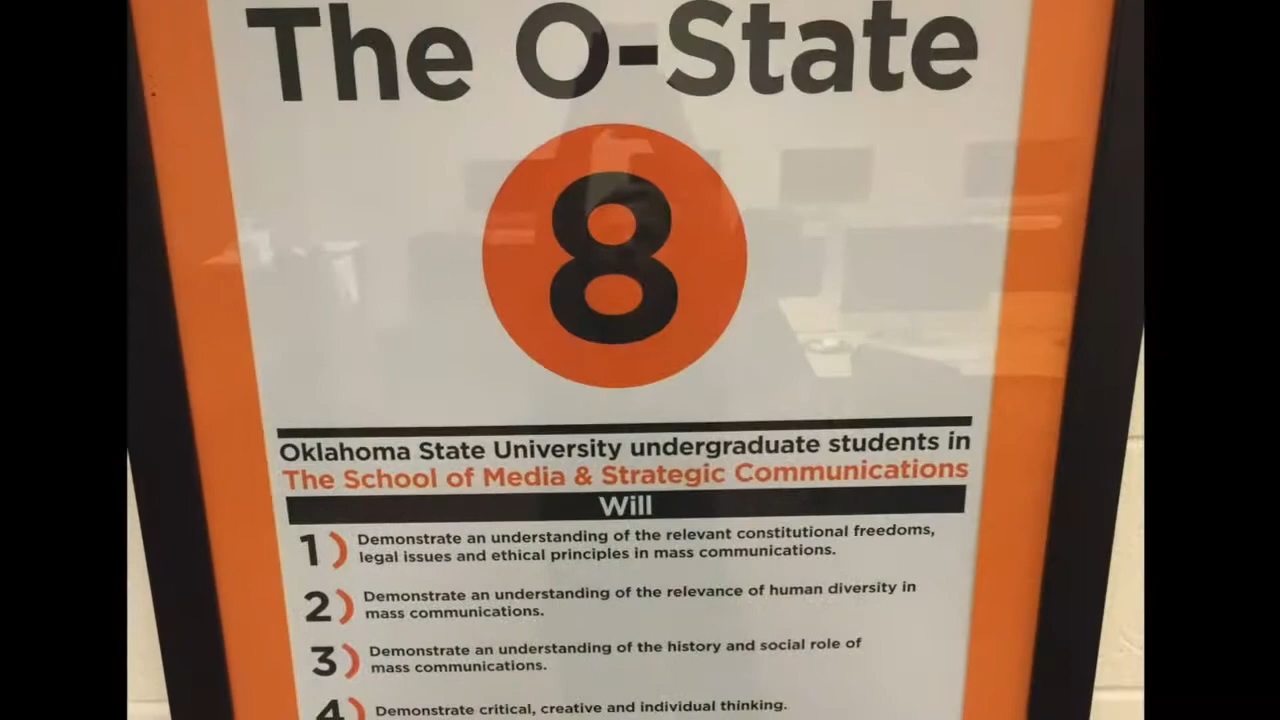 The O-State
8
Oklahoma State University undergraduate students in
The School of Media & Strategic Communications
Will
1) Demonstrate an understanding of the relevant constitutional freedoms,
legal issues and ethical principles in mass communications.
2) Demonstrate an understanding of the relevance of human diversity in
mass communications.
3) Demonstrate an understanding of the history and social role of
mass communications.
4) Demonstrate critical, creative and individual thinking.